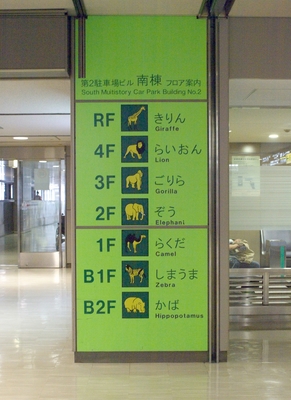 第2駐車場ビル 南棟 フロア案内
South Multistory Car Park Building No.2
RF きりん
Giraffe
4F らいおん
Lion
3F ごりら
Gorilla
2F ぞう
Elephant
1F らくだ
Camel
B1F しまうま
Zebra
B2F かば
Hippopotamus